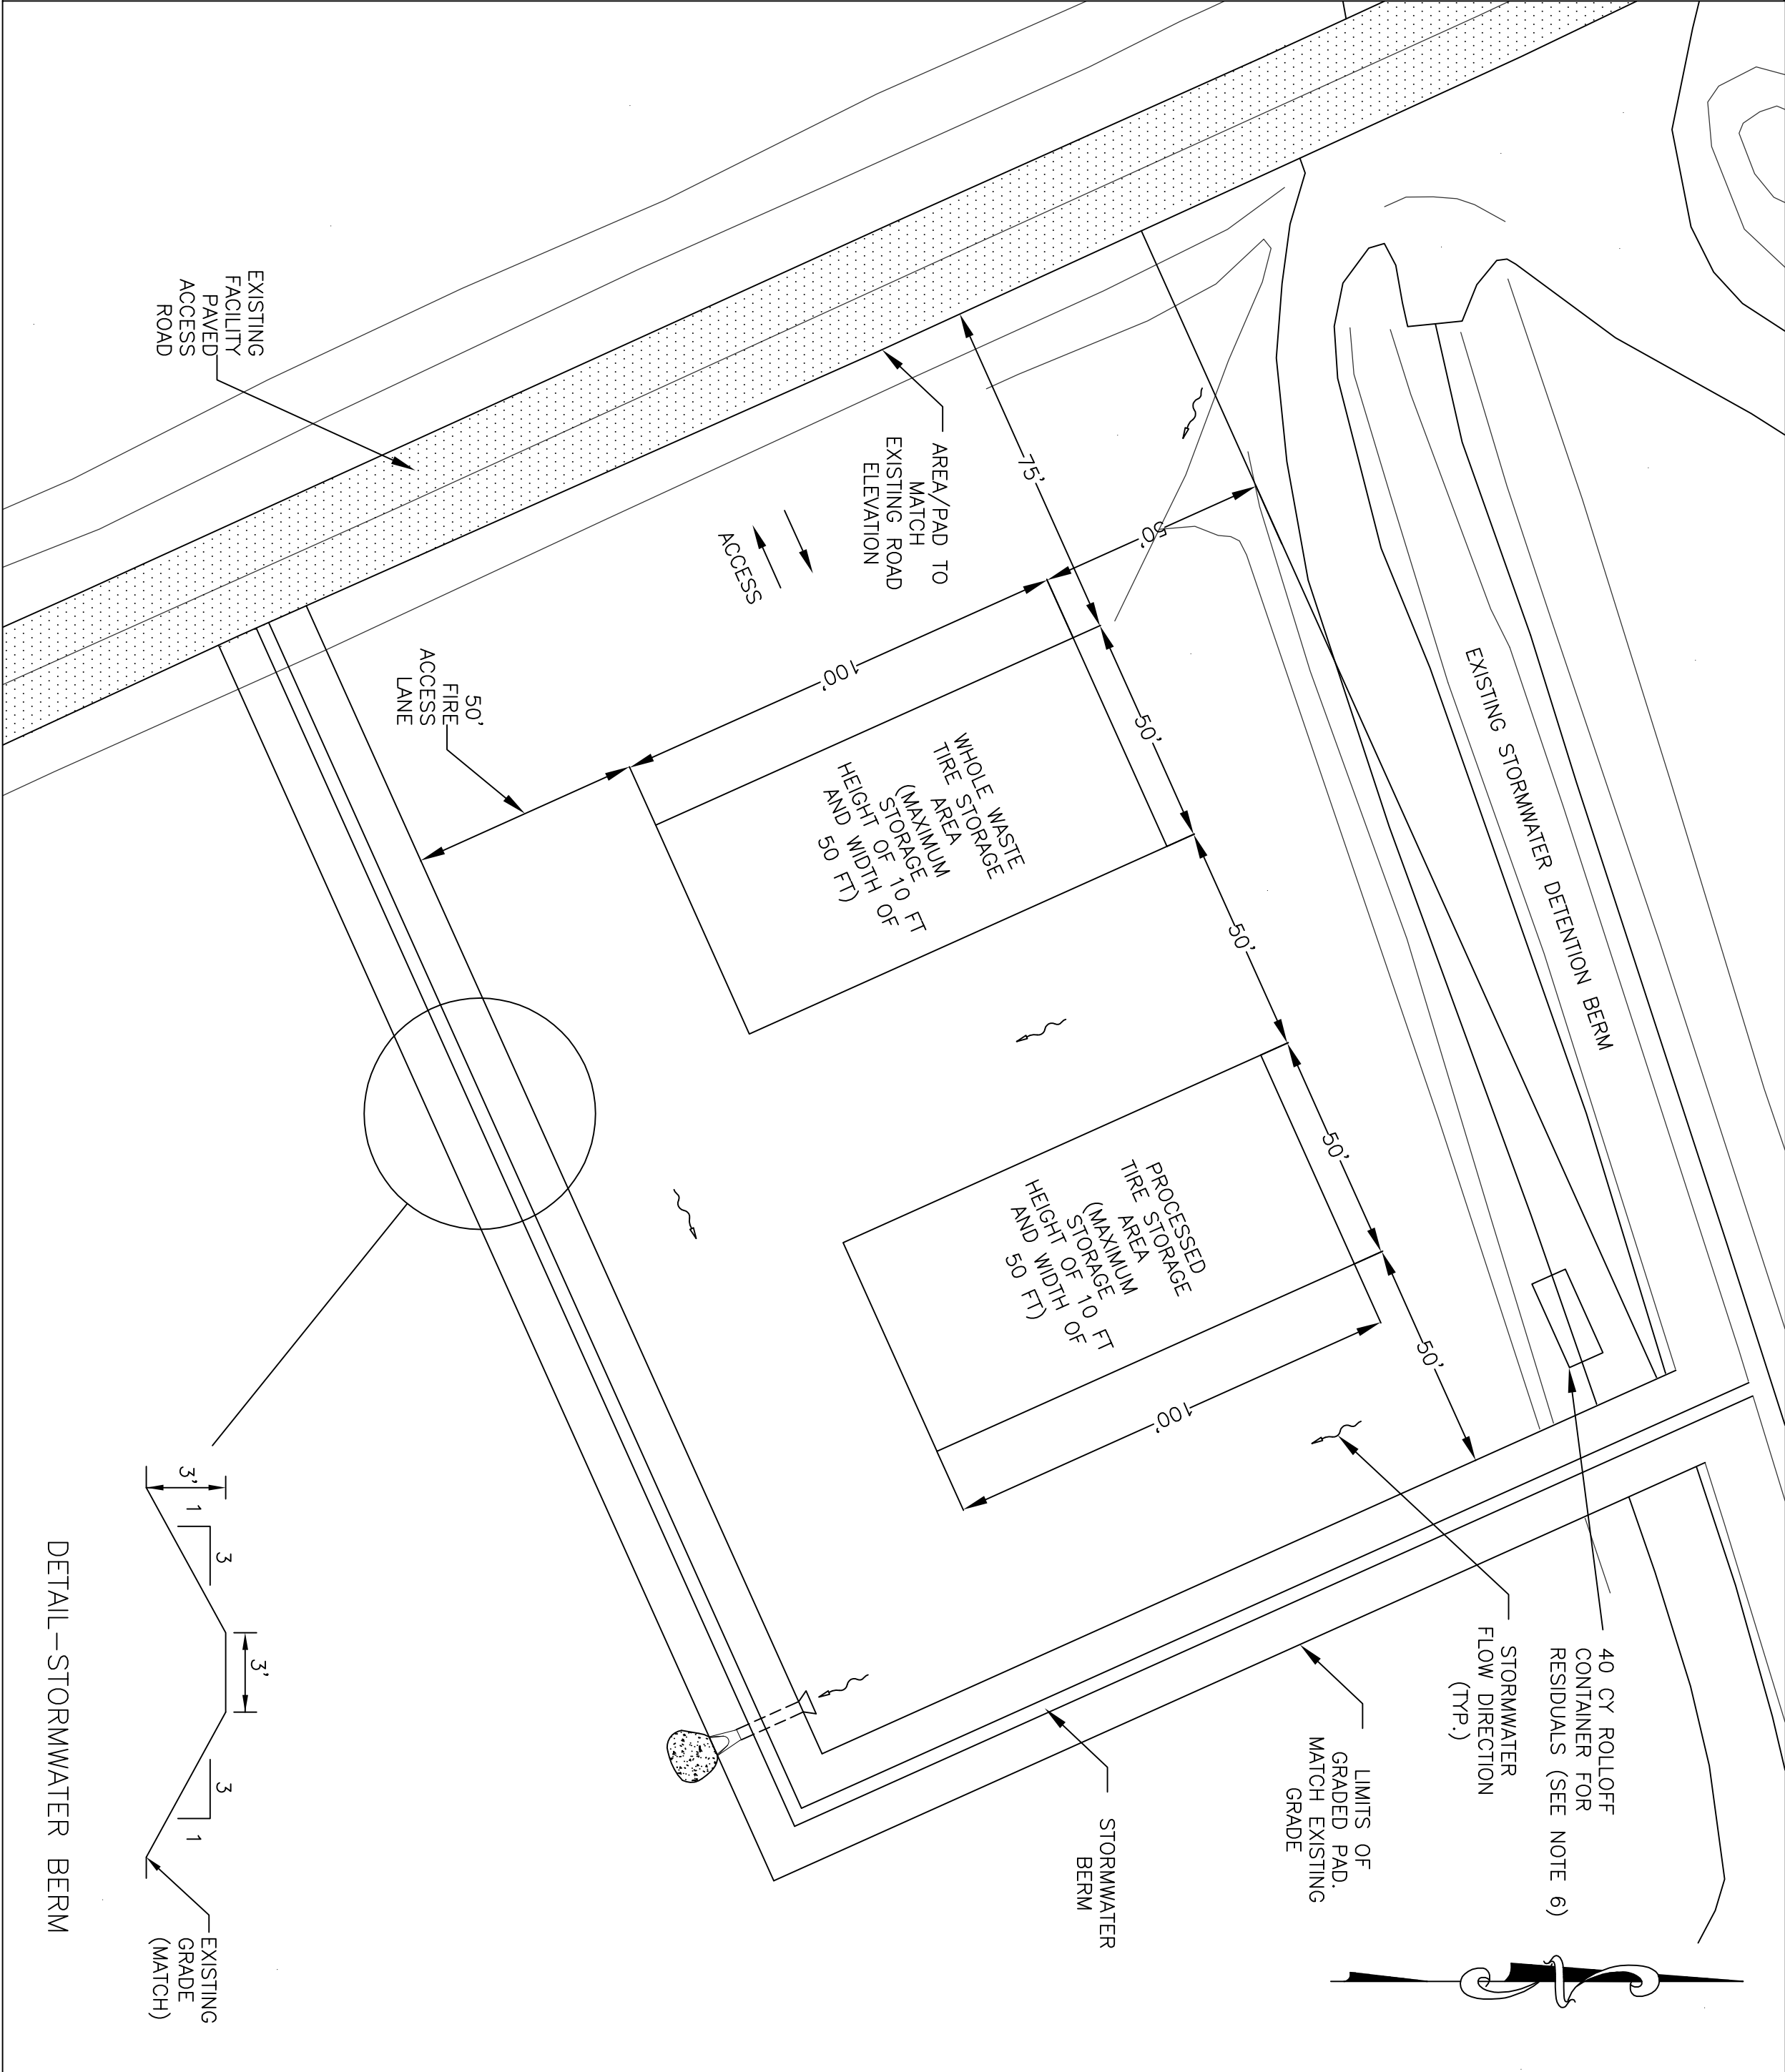 EXISTING
FACILITY
PAVED
ACCESS
ROAD
AREA/PAD TO
MATCH
EXISTING ROAD
ELEVATION
ACCESS
75'
50'
100'
50'
50'
50'
50'
100'
50'
FIRE
ACCESS
LANE
WHOLE WASTE
TIRE STORAGE
AREA
(MAXIMUM
STORAGE
HEIGHT OF 10 FT
AND WIDTH OF
50 FT)
PROCESSED
TIRE STORAGE
AREA
(MAXIMUM
STORAGE
HEIGHT OF 10 FT
AND WIDTH OF
50 FT)
EXISTING STORMWATER DETENTION BERM
40 CY ROLLOFF
CONTAINER FOR
RESIDUALS (SEE NOTE 6)
STORMWATER
FLOW DIRECTION
(TYP.)
LIMITS OF
GRADED PAD.
MATCH EXISTING
GRADE
STORMWATER
BERM
3'
1
3
3'
3
1
EXISTING
GRADE
(MATCH)
DETAIL-STORMWATER BERM